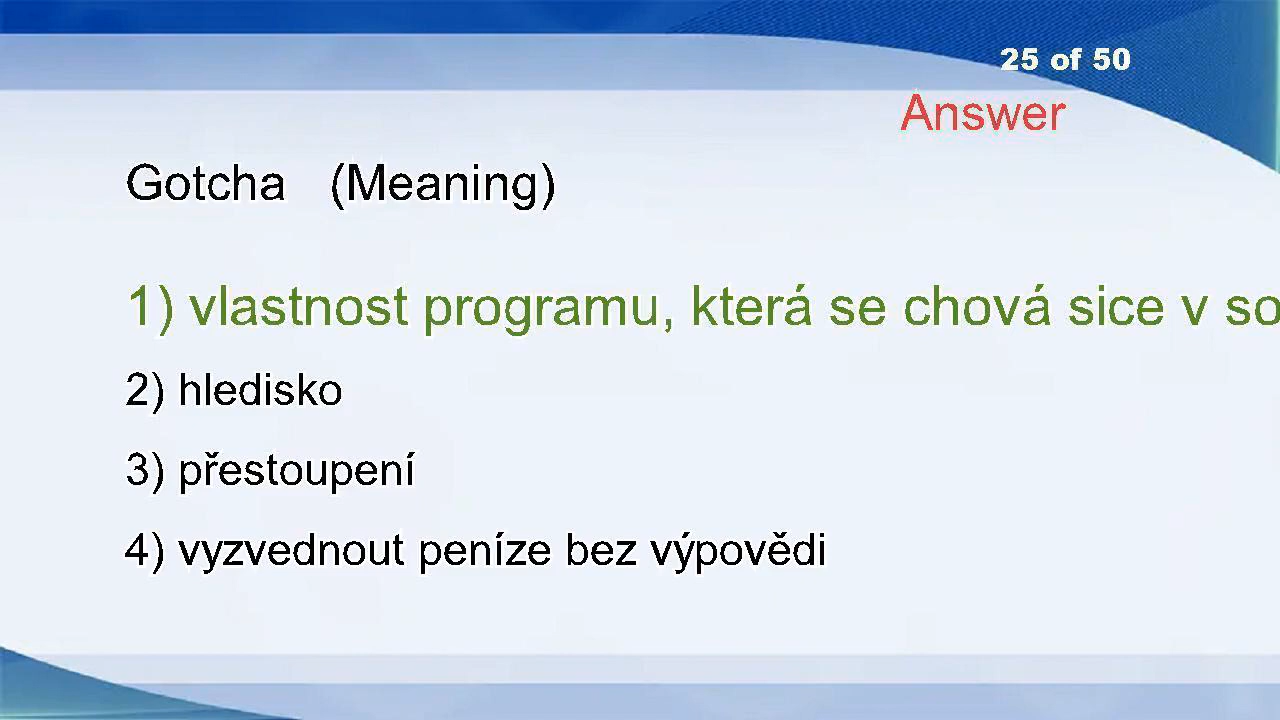 25 of 50
Answer
Gotcha (Meaning)
1) vlastnost programu, která se chová sice v so
2) hledisko
3) přestoupení
4) vyzvednout peníze bez výpovědi